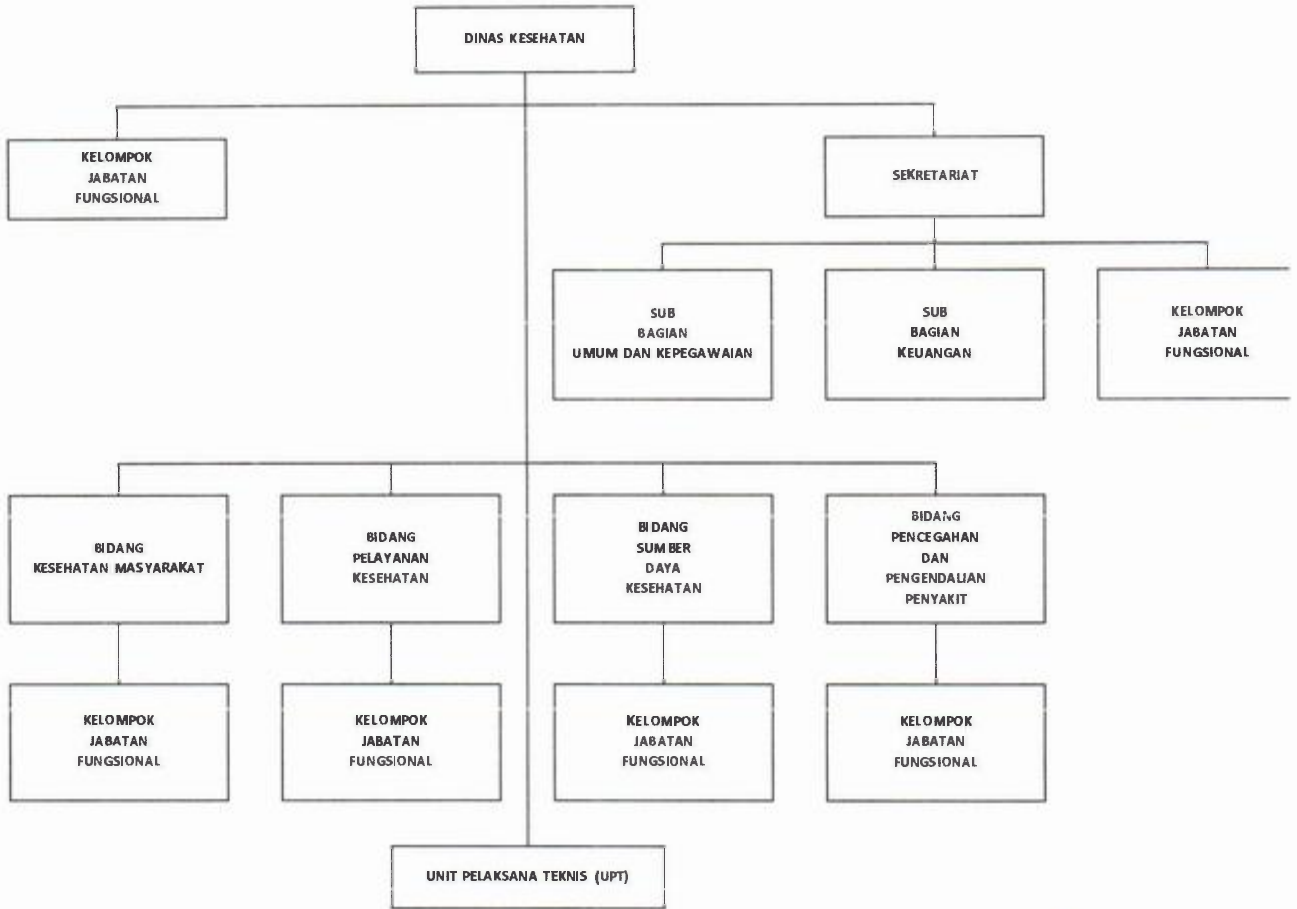 DINAS KESEHATAN
KELOMPOK
JABATAN
FUNGSIONAL
SEKRETARIAT
SUB
BAGIAN
UMUM DAN KEPEGAWAIAN
SUB
BAGIAN
KEUANGAN
KELOMPOK
JABATAN
FUNGSIONAL
BIDANG
KESEHATAN MASYARAKAT
BIDANG
PELAYANAN
KESEHATAN
BIDANG
SUMBER
DAYA
KESEHATAN
BIDANG
PENCEGAHAN
DAN
PENGENDALIAN
PENYAKIT
KELOMPOK
JABATAN
FUNGSIONAL
KELOMPOK
JABATAN
FUNGSIONAL
KELOMPOK
JABATAN
FUNGSIONAL
KELOMPOK
JABATAN
FUNGSIONAL
UNIT PELAKSANA TEKNIS (UPT)